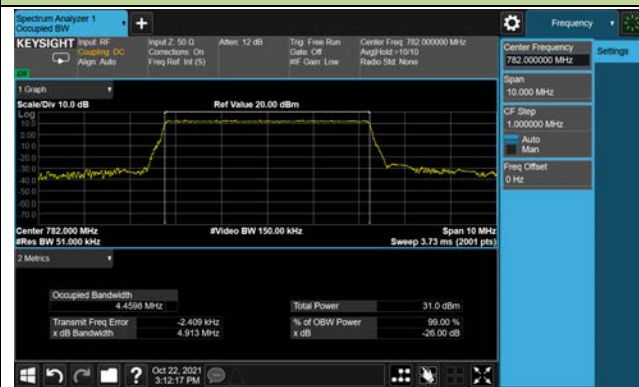 Spectrum Analyzer 1
Occupied BW
+
Frequency
KEYSIGHT
Input: RF
Coupling: DC
Align: Auto
Input Z: 50 Ω
Corrections: On
Freq Ref: Int (S)
Atten: 12 dB
Trig: Free Run
Gate: Off
#IF Gain: Low
Center Freq: 782.000000 MHz
Avg|Hold:>10/10
Radio Std: None
Center Frequency
782.000000 MHz
Settings
Span
10.000 MHz
CF Step
1.000000 MHz
Auto
Man
Freq Offset
0 Hz
1 Graph
Scale/Div 10.0 dB
Ref Value 20.00 dBm
Log
10.0
0.00
-10.0
-20.0
-30.0
-40.0
-50.0
-60.0
-70.0
Center 782.000 MHz
#Video BW 150.00 kHz
Span 10 MHz
#Res BW 51.000 kHz
Sweep 3.73 ms (2001 pts)
2 Metrics
Occupied Bandwidth
4.4598 MHz
Total Power
31.0 dBm
Transmit Freq Error
-2.409 kHz
% of OBW Power
99.00 %
x dB Bandwidth
4.913 MHz
x dB
-26.00 dB
?
Oct 22, 2021
3:12:17 PM